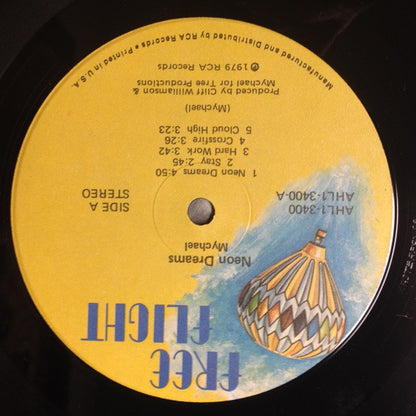 FREE
FLIGHT
Neon Dreams
Mychael
AHL1-3400
AHL1-3400-A
SIDE A
STEREO
1 Neon Dreams 4:50
2 Stay 2:45
3 Hard Work 3:42
4 Crossfire 3:26
5 Cloud High 3:23
(Mychael)
Produced by Cliff Williamson &
Mychael for Tree Productions
℗1979 RCA Records
Manufactured and Distributed by RCA Records • Printed in U.S.A.